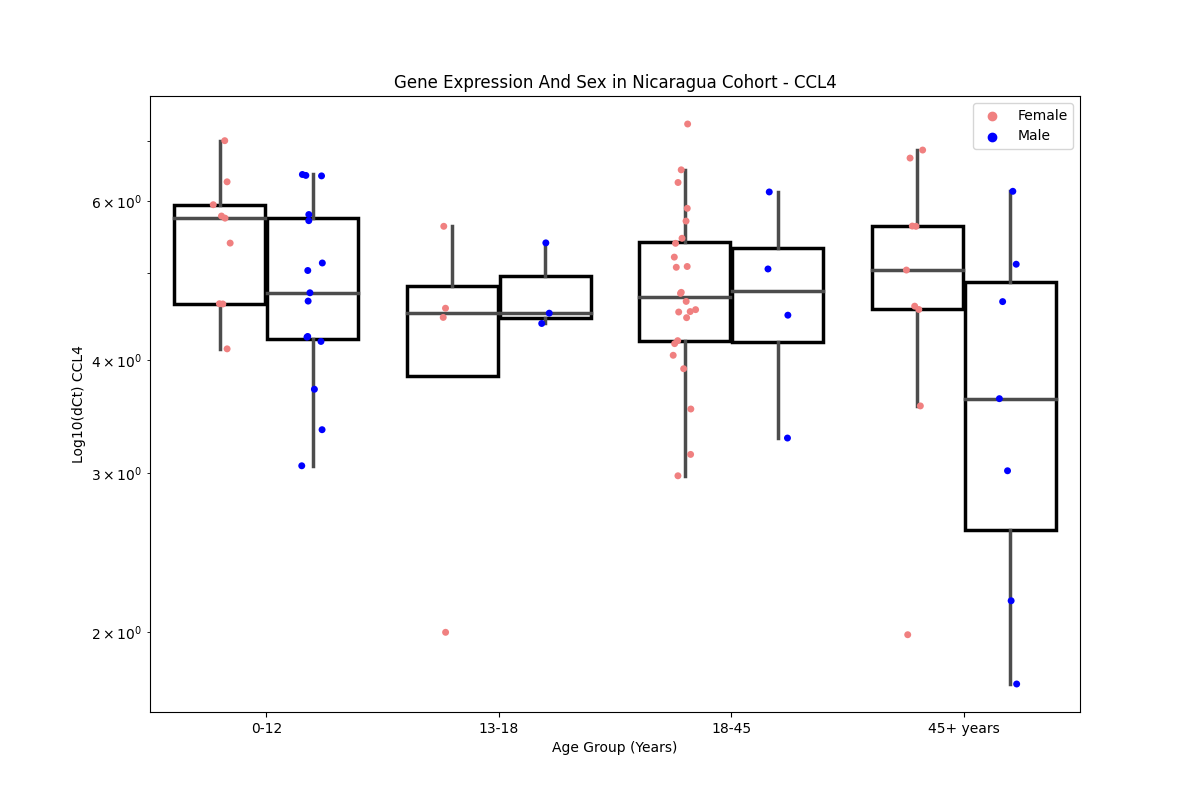 Gene Expression And Sex in Nicaragua Cohort - CCL4
Female
Male
Log10(dCt) CCL4
6 × 10⁰
4 × 10⁰
3 × 10⁰
2 × 10⁰
0-12 13-18 18-45 45+ years
Age Group (Years)